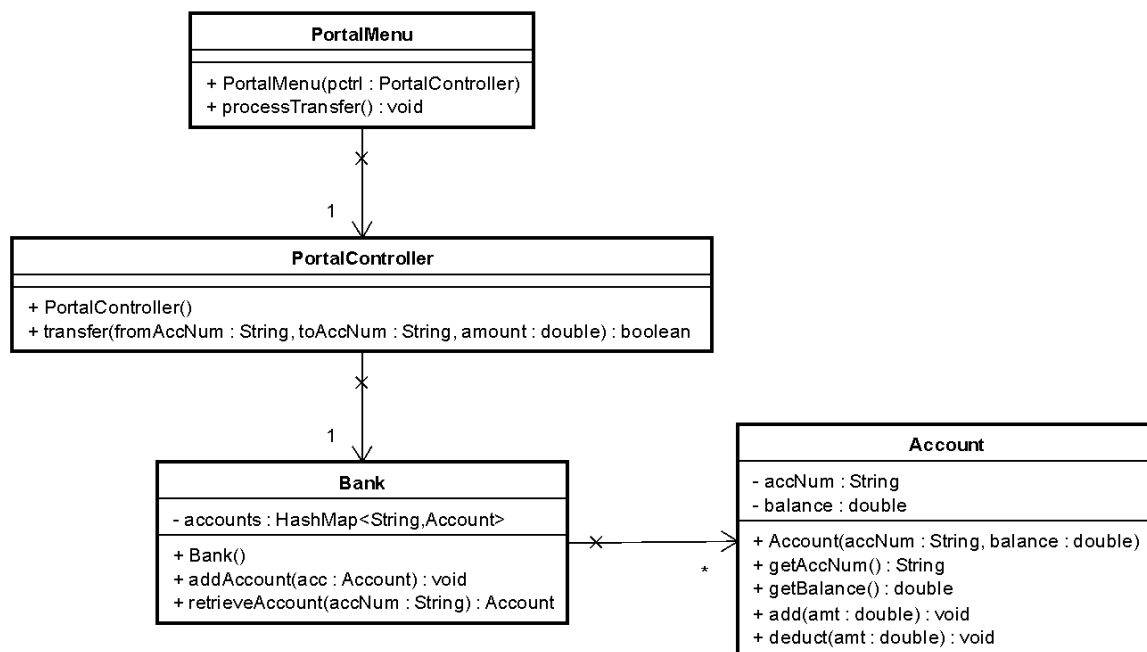 PortalMenu
+ PortalMenu(pctrl : PortalController)
+ processTransfer() : void
1
PortalController
+ PortalController()
+ transfer(fromAccNum : String, toAccNum : String, amount : double) : boolean
1
Bank
- accounts : HashMap<String,Account>
+ Bank()
+ addAccount(acc : Account) : void
+ retrieveAccount(accNum : String) : Account
*
Account
- accNum : String
- balance : double
+ Account(accNum : String, balance : double)
+ getAccNum() : String
+ getBalance() : double
+ add(amt : double) : void
+ deduct(amt : double) : void